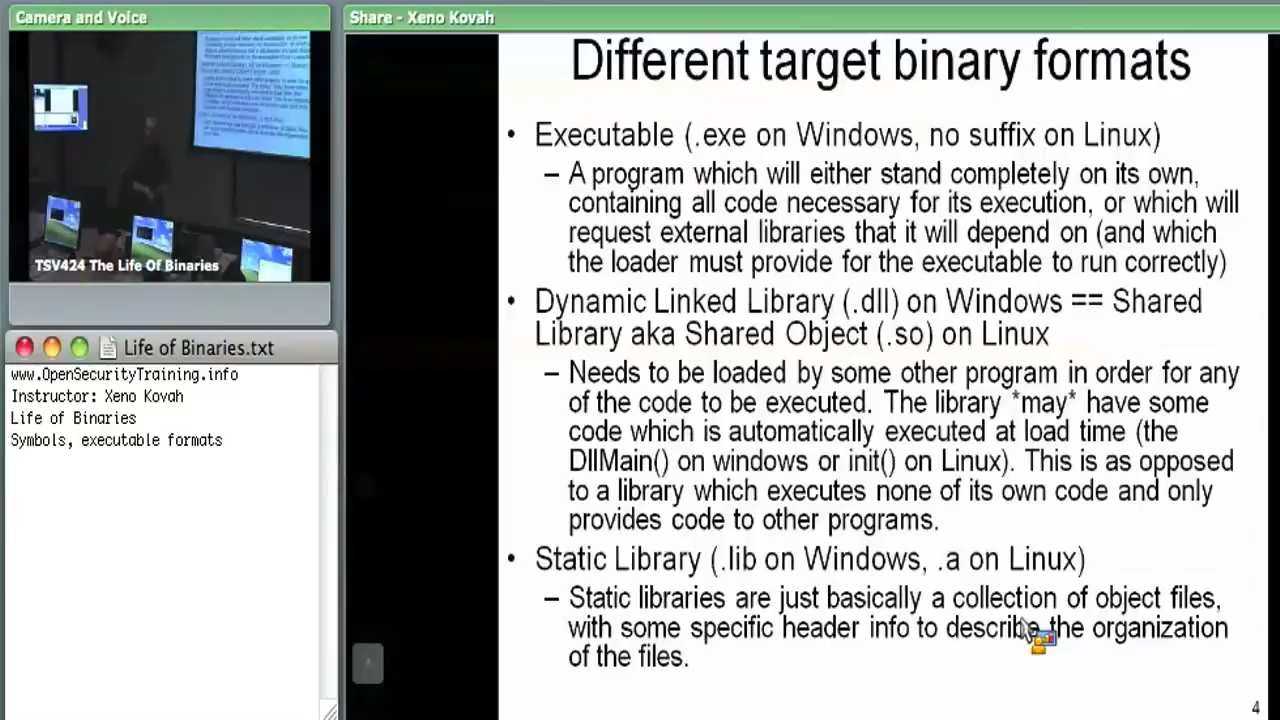 Camera and Voice
TSV424 The Life Of Binaries
Life of Binaries.txt
www.OpenSecurityTraining.info
Instructor: Xeno Kovah
Life of Binaries
Symbols, executable formats
Share - Xeno Kovah
Different target binary formats
• Executable (.exe on Windows, no suffix on Linux)
– A program which will either stand completely on its own,
containing all code necessary for its execution, or which will
request external libraries that it will depend on (and which
the loader must provide for the executable to run correctly)
• Dynamic Linked Library (.dll) on Windows == Shared
Library aka Shared Object (.so) on Linux
– Needs to be loaded by some other program in order for any
of the code to be executed. The library *may* have some
code which is automatically executed at load time (the
DllMain() on windows or init() on Linux). This is as opposed
to a library which executes none of its own code and only
provides code to other programs.
• Static Library (.lib on Windows, .a on Linux)
– Static libraries are just basically a collection of object files,
with some specific header info to describe the organization
of the files.
4